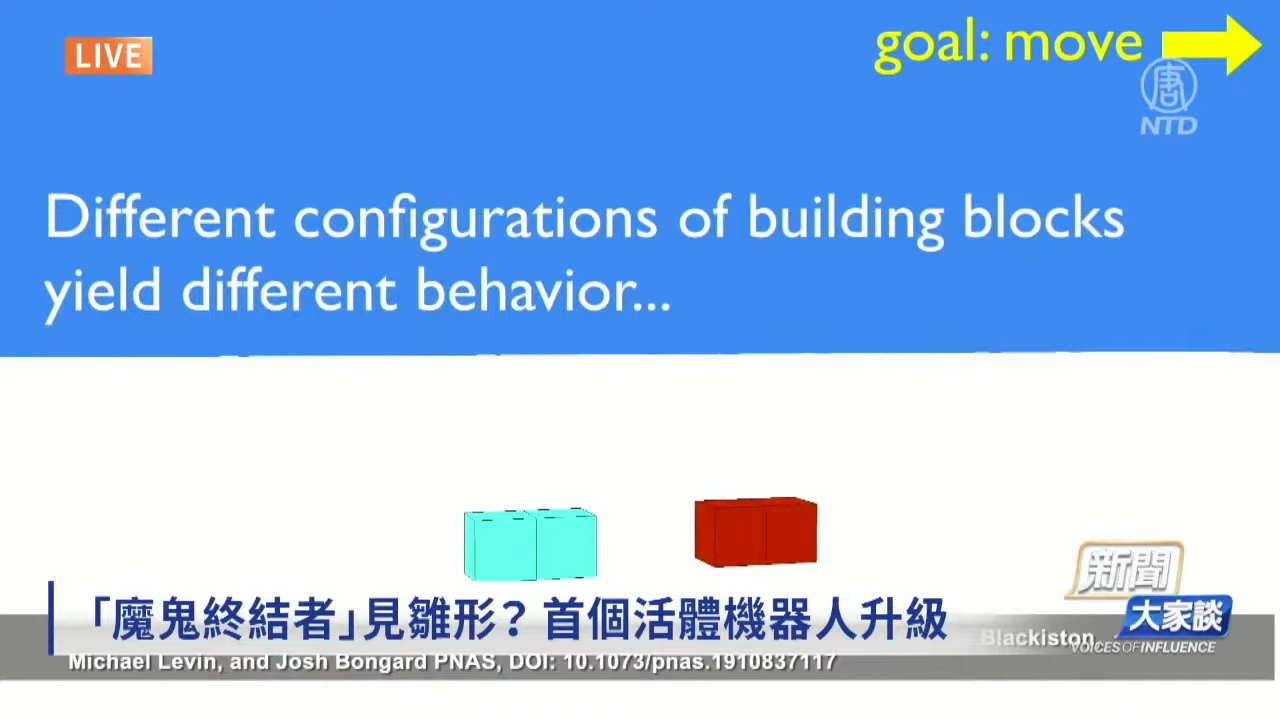 LIVE
goal: move
唐
NTD
Different configurations of building blocks
yield different behavior...
新聞
大家談
VOICES OF INFLUENCE
「魔鬼終結者」見雛形？首個活體機器人升級
Blackiston,
Michael Levin, and Josh Bongard PNAS, DOI: 10.1073/pnas.1910837117